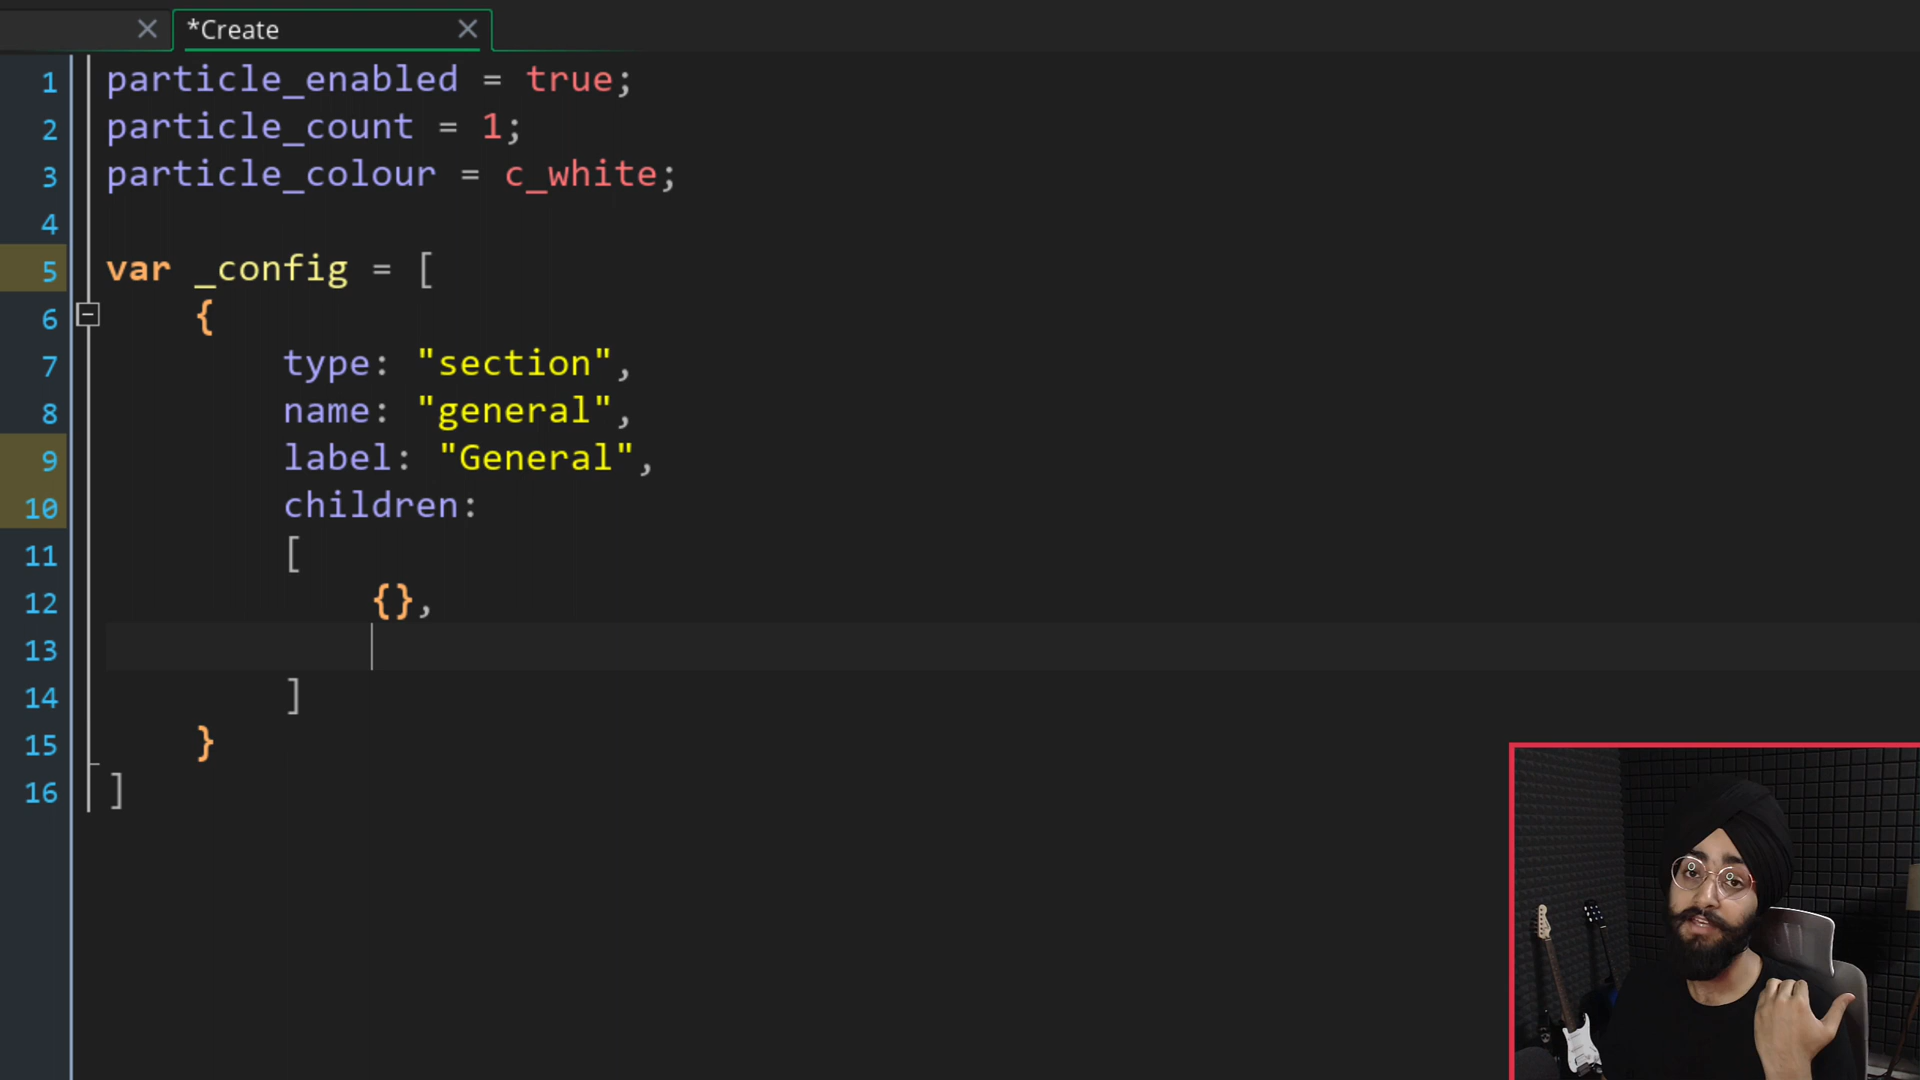 *Create
1 particle_enabled = true;
2 particle_count = 1;
3 particle_colour = c_white;
4
5 var _config = [
6 {
7 type: "section",
8 name: "general",
9 label: "General",
10 children:
11 [
12 {},
13
14 ]
15 }
16 ]